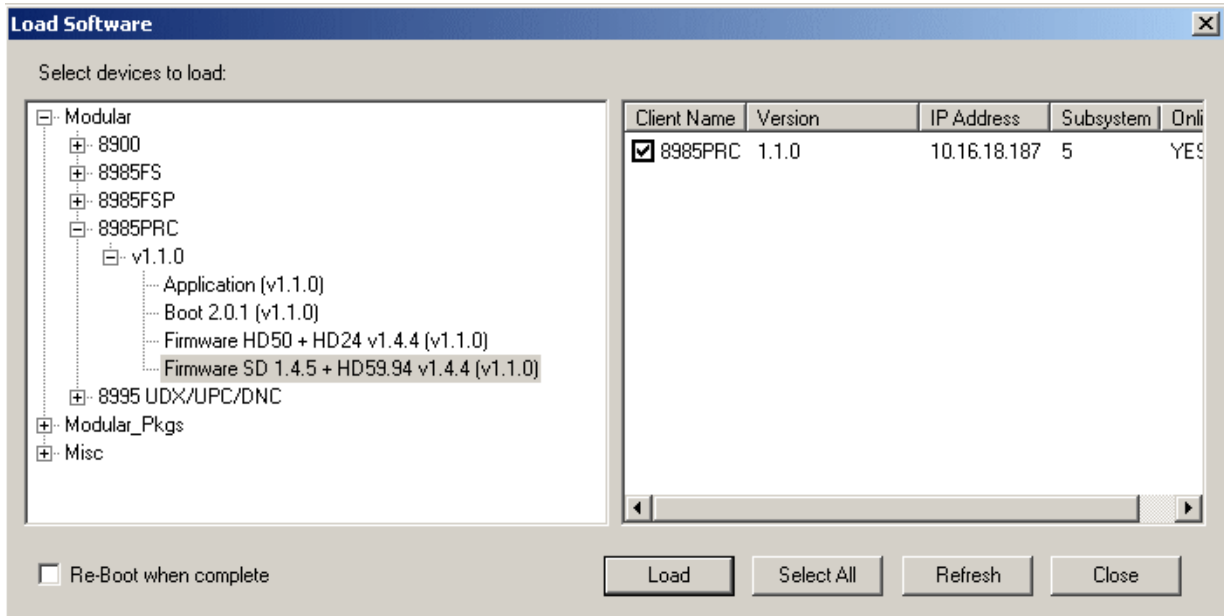 Load Software
Select devices to load:
Modular
8900
8985FS
8985FSP
8985PRC
v1.1.0
Application (v1.1.0)
Boot 2.0.1 (v1.1.0)
Firmware HD50 + HD24 v1.4.4 (v1.1.0)
Firmware SD 1.4.5 + HD59.94 v1.4.4 (v1.1.0)
8995 UDX/UPC/DNC
Modular_Pkgs
Misc
Client Name Version IP Address Subsystem Onli
8985PRC 1.1.0 10.16.18.187 5 YES
Re-Boot when complete Load Select All Refresh Close